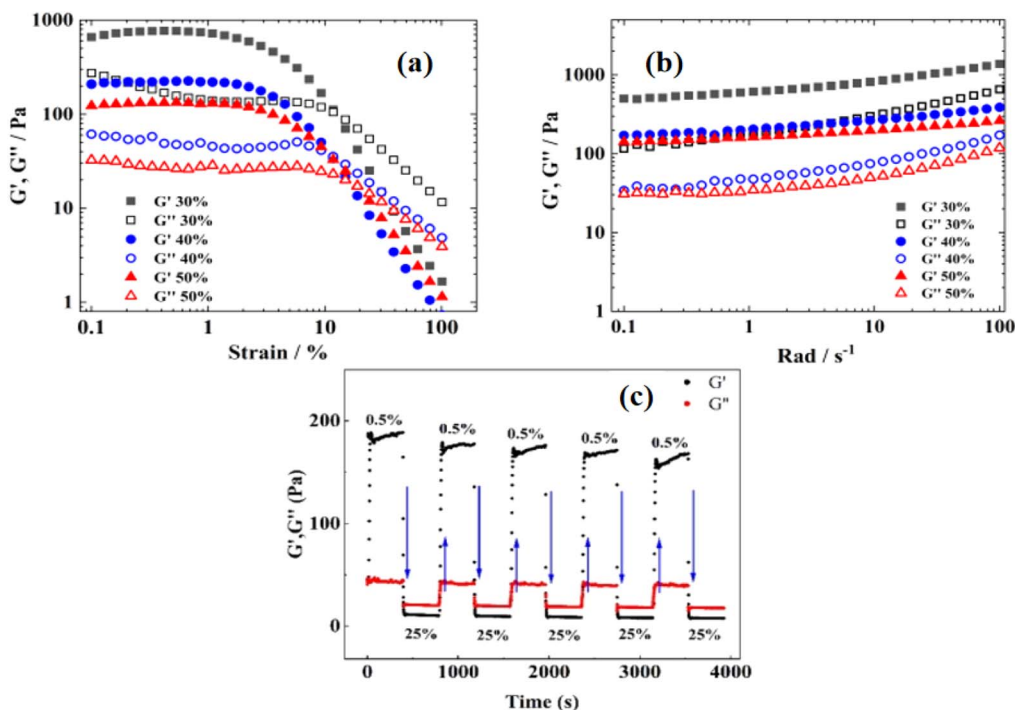 (a)
G', G'' / Pa
1000
100
10
1
G' 30%
G'' 30%
G' 40%
G'' 40%
G' 50%
G'' 50%
0.1 1 10 100
Strain / %
(b)
G', G'' / Pa
1000
100
10
1
G' 30%
G'' 30%
G' 40%
G'' 40%
G' 50%
G'' 50%
0.1 1 10 100
Rad / s⁻¹
(c)
G'
G''
G',G'' (Pa)
200
100
0
0.5% 0.5% 0.5% 0.5% 0.5%
25% 25% 25% 25% 25%
0 1000 2000 3000 4000
Time (s)